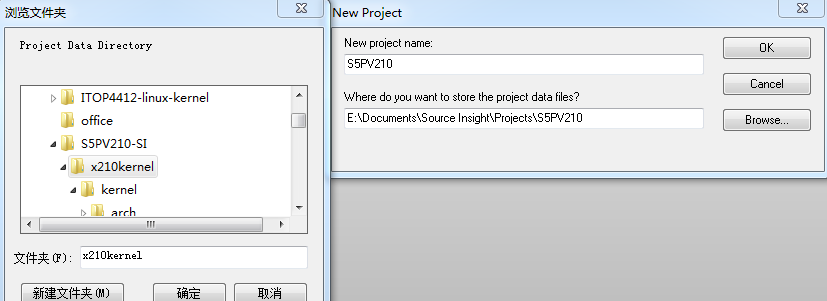 浏览文件夹
Project Data Directory
ITOP4412-linux-kernel
office
S5PV210-SI
x210kernel
kernel
arch
文件夹(F):
x210kernel
新建文件夹(M)
确定
取消
New Project
New project name:
S5PV210
OK
Cancel
Where do you want to store the project data files?
E:\Documents\Source Insight\Projects\S5PV210
Browse...